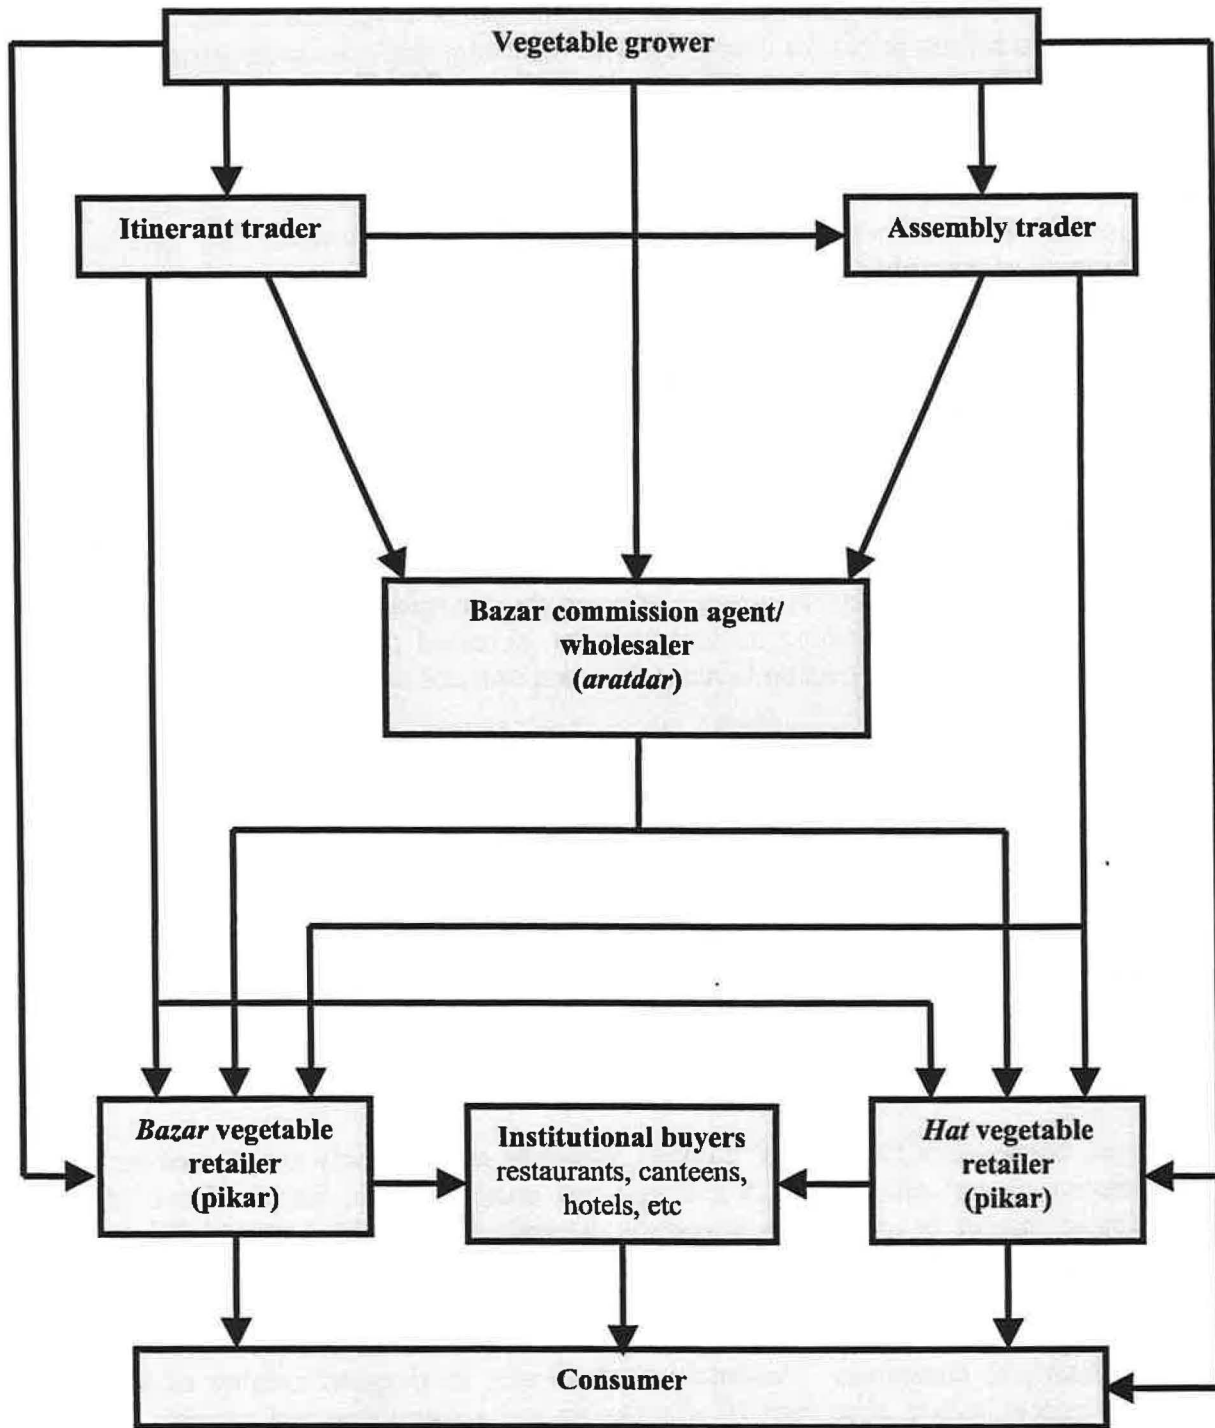 Vegetable grower
Itinerant trader
Assembly trader
Bazar commission agent/
wholesaler
(aratdar)
Bazar vegetable
retailer
(pikar)
Institutional buyers
restaurants, canteens,
hotels, etc
Hat vegetable
retailer
(pikar)
Consumer